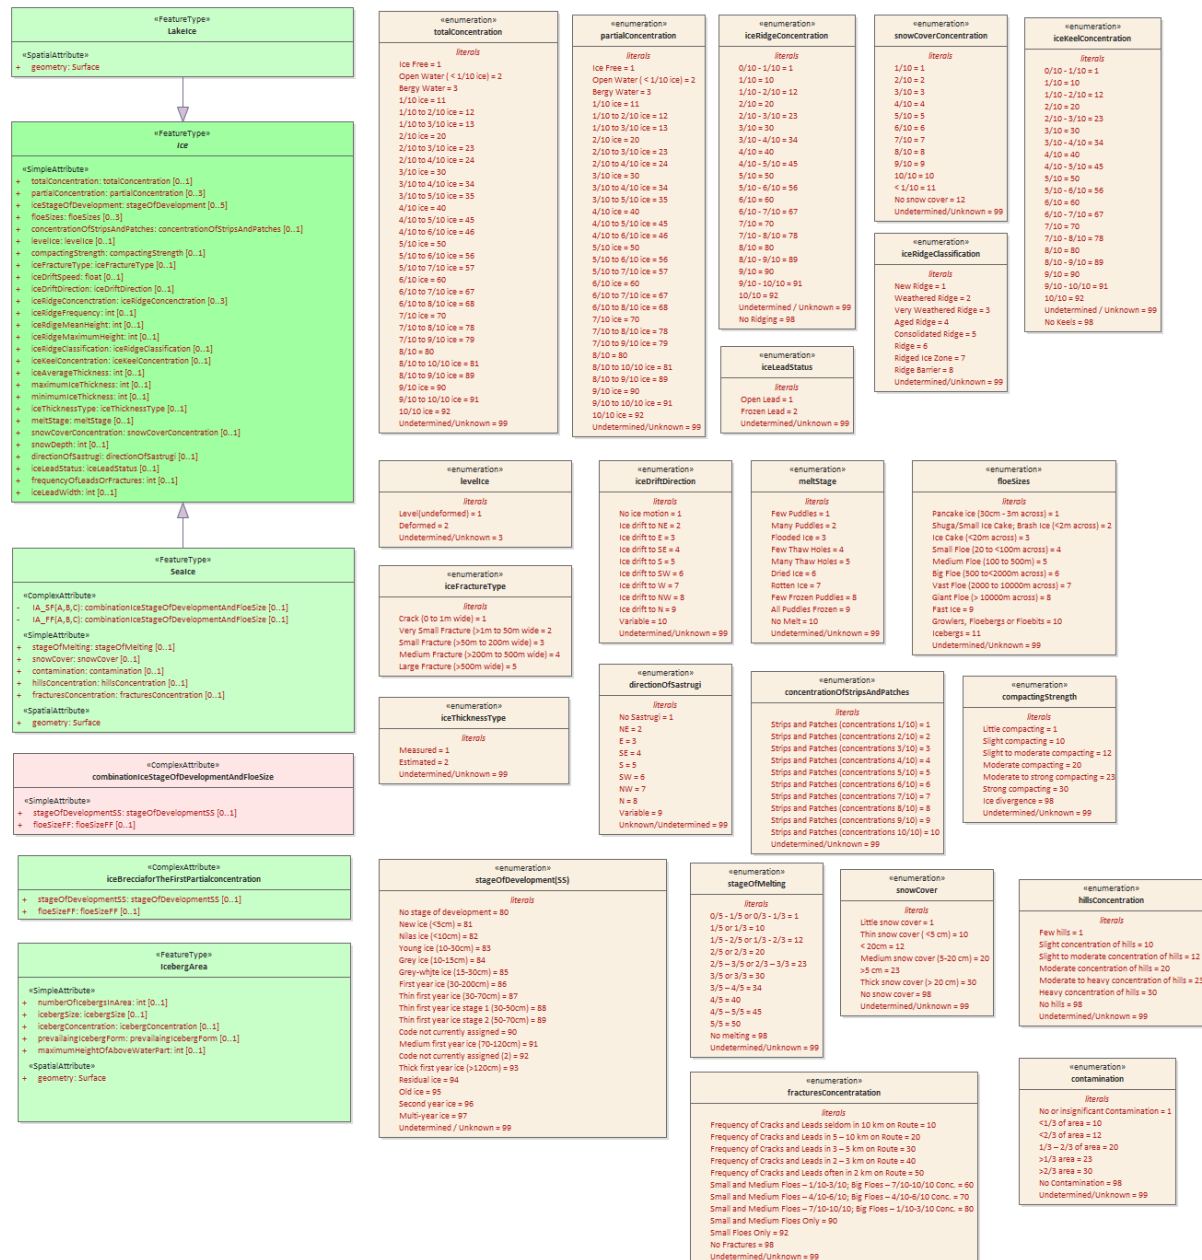 «FeatureType»
LakeIce
«SpatialAttribute»
+ geometry: Surface
«FeatureType»
Ice
«SimpleAttribute»
+ totalConcentration: totalConcentration [0..1]
+ partialConcentration: partialConcentration [0..3]
+ iceStageOfDevelopment: stageOfDevelopment [0..5]
+ floeSizes: floeSizes [0..3]
+ concentrationOfStripsAndPatches: concentrationOfStripsAndPatches [0..1]
+ levelIce: levelIce [0..1]
+ compactingStrength: compactingStrength [0..1]
+ iceFractureType: iceFractureType [0..1]
+ iceDriftSpeed: float [0..1]
+ iceDriftDirection: iceDriftDirection [0..1]
+ iceRidgeConcenctration: iceRidgeConcenctration [0..3]
+ iceRidgeFrequency: int [0..1]
+ iceRdigeMeanHeight: int [0..1]
+ iceRidgeMaximumHeight: int [0..1]
+ iceRidgeClassification: iceRidgeClassification [0..1]
+ iceKeelConcentration: iceKeelConcentration [0..1]
+ iceAverageThickness: int [0..1]
+ maximumIceThickness: int [0..1]
+ minimumIceThickness: int [0..1]
+ iceThicknessType: iceThicknessType [0..1]
+ meltStage: meltStage [0..1]
+ snowCoverConcentration: snowCoverConcentration [0..1]
+ snowDepth: int [0..1]
+ directionOfSastrugi: directionOfSastrugi [0..1]
+ iceLeadStatus: iceLeadStatus [0..1]
+ frequencyOfLeadsOrFractures: int [0..1]
+ iceLeadWidth: int [0..1]
«FeatureType»
SeaIce
«ComplexAttribute»
- IA_SF(A,B,C): combinationIceStageOfDevelopmentAndFloeSize [0..1]
- IA_FF(A,B,C): combinationIceStageOfDevelopmentAndFloeSize [0..1]
«SimpleAttribute»
+ stageOfMelting: stageOfMelting [0..1]
+ snowCover: snowCover [0..1]
+ contamination: contamination [0..1]
+ hillsConcentration: hillsConcentration [0..1]
+ fracturesConcentration: fracturesConcentration [0..1]
«SpatialAttribute»
+ geometry: Surface
«ComplexAttribute»
combinationIceStageOfDevelopmentAndFloeSize
«SimpleAttribute»
+ stageOfDevelopmentSS: stageOfDevelopmentSS [0..1]
+ floeSizeFF: floeSizeFF [0..1]
«ComplexAttribute»
iceBrecciaforTheFirstPartialconcentration
+ stageOfDevelopmentSS: stageOfDevelopmentSS [0..1]
+ floeSizeFF: floeSizeFF [0..1]
«FeatureType»
IcebergArea
«SimpleAttribute»
+ numberOfIcebergsInArea: int [0..1]
+ icebergSize: icebergSize [0..1]
+ icebergConcentration: icebergConcentration [0..1]
+ prevailaingIcebergForm: prevailaingIcebergForm [0..1]
+ maximumHeightOfAboveWaterPart: int [0..1]
«SpatialAttribute»
+ geometry: Surface
«enumeration»
totalConcentration
literals
Ice Free = 1
Open Water ( < 1/10 ice) = 2
Bergy Water = 3
1/10 ice = 11
1/10 to 2/10 ice = 12
1/10 to 3/10 ice = 13
2/10 ice = 20
2/10 to 3/10 ice = 23
2/10 to 4/10 ice = 24
3/10 ice = 30
3/10 to 4/10 ice = 34
3/10 to 5/10 ice = 35
4/10 ice = 40
4/10 to 5/10 ice = 45
4/10 to 6/10 ice = 46
5/10 ice = 50
5/10 to 6/10 ice = 56
5/10 to 7/10 ice = 57
6/10 ice = 60
6/10 to 7/10 ice = 67
6/10 to 8/10 ice = 68
7/10 ice = 70
7/10 to 8/10 ice = 78
7/10 to 9/10 ice = 79
8/10 = 80
8/10 to 10/10 ice = 81
8/10 to 9/10 ice = 89
9/10 ice = 90
9/10 to 10/10 ice = 91
10/10 ice = 92
Undetermined/Unknown = 99
«enumeration»
partialConcentration
literals
Ice Free = 1
Open Water ( < 1/10 ice) = 2
Bergy Water = 3
1/10 ice = 11
1/10 to 2/10 ice = 12
1/10 to 3/10 ice = 13
2/10 ice = 20
2/10 to 3/10 ice = 23
2/10 to 4/10 ice = 24
3/10 ice = 30
3/10 to 4/10 ice = 34
3/10 to 5/10 ice = 35
4/10 ice = 40
4/10 to 5/10 ice = 45
4/10 to 6/10 ice = 46
5/10 ice = 50
5/10 to 6/10 ice = 56
5/10 to 7/10 ice = 57
6/10 ice = 60
6/10 to 7/10 ice = 67
6/10 to 8/10 ice = 68
7/10 ice = 70
7/10 to 8/10 ice = 78
7/10 to 9/10 ice = 79
8/10 = 80
8/10 to 10/10 ice = 81
8/10 to 9/10 ice = 89
9/10 ice = 90
9/10 to 10/10 ice = 91
10/10 ice = 92
Undetermined/Unknown = 99
«enumeration»
iceRidgeConcentration
literals
0/10 - 1/10 = 1
1/10 = 10
1/10 - 2/10 = 12
2/10 = 20
2/10 - 3/10 = 23
3/10 = 30
3/10 - 4/10 = 34
4/10 = 40
4/10 - 5/10 = 45
5/10 = 50
5/10 - 6/10 = 56
6/10 = 60
6/10 - 7/10 = 67
7/10 = 70
7/10 - 8/10 = 78
8/10 = 80
8/10 - 9/10 = 89
9/10 = 90
9/10 - 10/10 = 91
10/10 = 92
Undetermined / Unknown = 99
No Ridging = 98
«enumeration»
iceLeadStatus
literals
Open Lead = 1
Frozen Lead = 2
Undetermined/Unknown = 99
«enumeration»
snowCoverConcentration
literals
1/10 = 1
2/10 = 2
3/10 = 3
4/10 = 4
5/10 = 5
6/10 = 6
7/10 = 7
8/10 = 8
9/10 = 9
10/10 = 10
< 1/10 = 11
No snow cover = 12
Undetermined/Unknown = 99
«enumeration»
iceRidgeClassification
literals
New Ridge = 1
Weathered Ridge = 2
Very Weathered Ridge = 3
Aged Ridge = 4
Consolidated Ridge = 5
Ridge = 6
Ridged Ice Zone = 7
Ridge Barrier = 8
Undetermined/Unknown = 99
«enumeration»
iceKeelConcentration
literals
0/10 - 1/10 = 1
1/10 = 10
1/10 - 2/10 = 12
2/10 = 20
2/10 - 3/10 = 23
3/10 = 30
3/10 - 4/10 = 34
4/10 = 40
4/10 - 5/10 = 45
5/10 = 50
5/10 - 6/10 = 56
6/10 = 60
6/10 - 7/10 = 67
7/10 = 70
7/10 - 8/10 = 78
8/10 = 80
8/10 - 9/10 = 89
9/10 = 90
9/10 - 10/10 = 91
10/10 = 92
Undetermined / Unknown = 99
No Keels = 98
«enumeration»
levelIce
literals
Level(undeformed) = 1
Deformed = 2
Undetermined/Unknown = 3
«enumeration»
iceFractureType
literals
Crack (0 to 1m wide) = 1
Very Small Fracture (>1m to 50m wide = 2
Small Fracture (>50m to 200m wide) = 3
Medium Fracture (>200m to 500m wide) = 4
Large Fracture (>500m wide) = 5
«enumeration»
iceThicknessType
literals
Measured = 1
Estimated = 2
Undetermined/Unknown = 99
«enumeration»
iceDriftDirection
literals
No ice motion = 1
Ice drift to NE = 2
Ice drift to E = 3
Ice drift to SE = 4
Ice drift to S = 5
Ice drift to SW = 6
Ice drift to W = 7
Ice drift to NW = 8
Ice drift to N = 9
Variable = 10
Undetermined/Unknown = 99
«enumeration»
directionOfSastrugi
literals
No Sastrugi = 1
NE = 2
E = 3
SE = 4
S = 5
SW = 6
NW = 7
N = 8
Variable = 9
Unknown/Undetermined = 99
«enumeration»
meltStage
literals
Few Puddles = 1
Many Puddles = 2
Flooded Ice = 3
Few Thaw Holes = 4
Many Thaw Holes = 5
Dried Ice = 6
Rotten Ice = 7
Few Frozen Puddles = 8
All Puddles Frozen = 9
No Melt = 10
Undetermined/Unknown = 99
«enumeration»
floeSizes
literals
Pancake ice (30cm - 3m across) = 1
Shuga/Small Ice Cake; Brash Ice (<2m across) = 2
Ice Cake (<20m across) = 3
Small Floe (20 to <100m across) = 4
Medium Floe (100 to 500m) = 5
Big Floe (500 to<2000m across) = 6
Vast Floe (2000 to 10000m across) = 7
Giant Floe (> 10000m across) = 8
Fast Ice = 9
Growlers, Floebergs or Floebits = 10
Icebergs = 11
Undetermined/Unknown = 99
«enumeration»
concentrationOfStripsAndPatches
literals
Strips and Patches (concentrations 1/10) = 1
Strips and Patches (concentrations 2/10) = 2
Strips and Patches (concentrations 3/10) = 3
Strips and Patches (concentrations 4/10) = 4
Strips and Patches (concentrations 5/10) = 5
Strips and Patches (concentrations 6/10) = 6
Strips and Patches (concentrations 7/10) = 7
Strips and Patches (concentrations 8/10) = 8
Strips and Patches (concentrations 9/10) = 9
Strips and Patches (concentrations 10/10) = 10
Undetermined/Unknown = 99
«enumeration»
compactingStrength
literals
Little compacting = 1
Slight compacting = 10
Slight to moderate compacting = 12
Moderate compacting = 20
Moderate to strong compacting = 23
Strong compacting = 30
Ice divergence = 98
Undetermined/Unknown = 99
«enumeration»
stageOfDevelopment(SS)
literals
No stage of development = 80
New ice (<5cm) = 81
Nilas ice (<10cm) = 82
Young ice (10-30cm) = 83
Grey ice (10-15cm) = 84
Grey-white ice (15-30cm) = 85
First year ice (30-200cm) = 86
Thin first year ice (30-70cm) = 87
Thin first year ice stage 1 (30-50cm) = 88
Thin first year ice stage 2 (50-70cm) = 89
Code not currently assigned = 90
Medium first year ice (70-120cm) = 91
Code not currently assigned (2) = 92
Thick first year ice (>120cm) = 93
Residual ice = 94
Old ice = 95
Second year ice = 96
Multi-year ice = 97
Undetermined / Unknown = 99
«enumeration»
stageOfMelting
literals
0/5 - 1/5 or 0/3 - 1/3 = 1
1/5 or 1/3 = 10
1/5 - 2/5 or 1/3 - 2/3 = 12
2/5 or 2/3 = 20
2/5 – 3/5 or 2/3 – 3/3 = 23
3/5 or 3/3 = 30
3/5 – 4/5 = 34
4/5 = 40
4/5 – 5/5 = 45
5/5 = 50
No melting = 98
Undetermined/Unknown = 99
«enumeration»
snowCover
literals
Little snow cover = 1
Thin snow cover ( <5 cm) = 10
< 20cm = 12
Medium snow cover (5-20 cm) = 20
>5 cm = 23
Thick snow cover (> 20 cm) = 30
No snow cover = 98
Undetermined/Unknown = 99
«enumeration»
hillsConcentration
literals
Few hills = 1
Slight concentration of hills = 10
Slight to moderate concentration of hills = 12
Moderate concentration of hills = 20
Moderate to heavy concentration of hills = 23
Heavy concentration of hills = 30
No hills = 98
Undetermined/Unknown = 99
«enumeration»
fracturesConcentratation
literals
Frequency of Cracks and Leads seldom in 10 km on Route = 10
Frequency of Cracks and Leads in 5 – 10 km on Route = 20
Frequency of Cracks and Leads in 3 – 5 km on Route = 30
Frequency of Cracks and Leads in 2 – 3 km on Route = 40
Frequency of Cracks and Leads often in 2 km on Route = 50
Small and Medium Floes – 1/10-3/10; Big Floes – 7/10-10/10 Conc. = 60
Small and Medium Floes – 4/10-6/10; Big Floes – 4/10-6/10 Conc. = 70
Small and Medium Floes – 7/10-10/10; Big Floes – 1/10-3/10 Conc. = 80
Small and Medium Floes Only = 90
Small Floes Only = 92
No Fractures = 98
Undetermined/Unknown = 99
«enumeration»
contamination
literals
No or insignificant Contamination = 1
<1/3 of area = 10
<2/3 of area = 12
1/3 – 2/3 of area = 20
>1/3 area = 23
>2/3 area = 30
No Contamination = 98
Undetermined/Unknown = 99